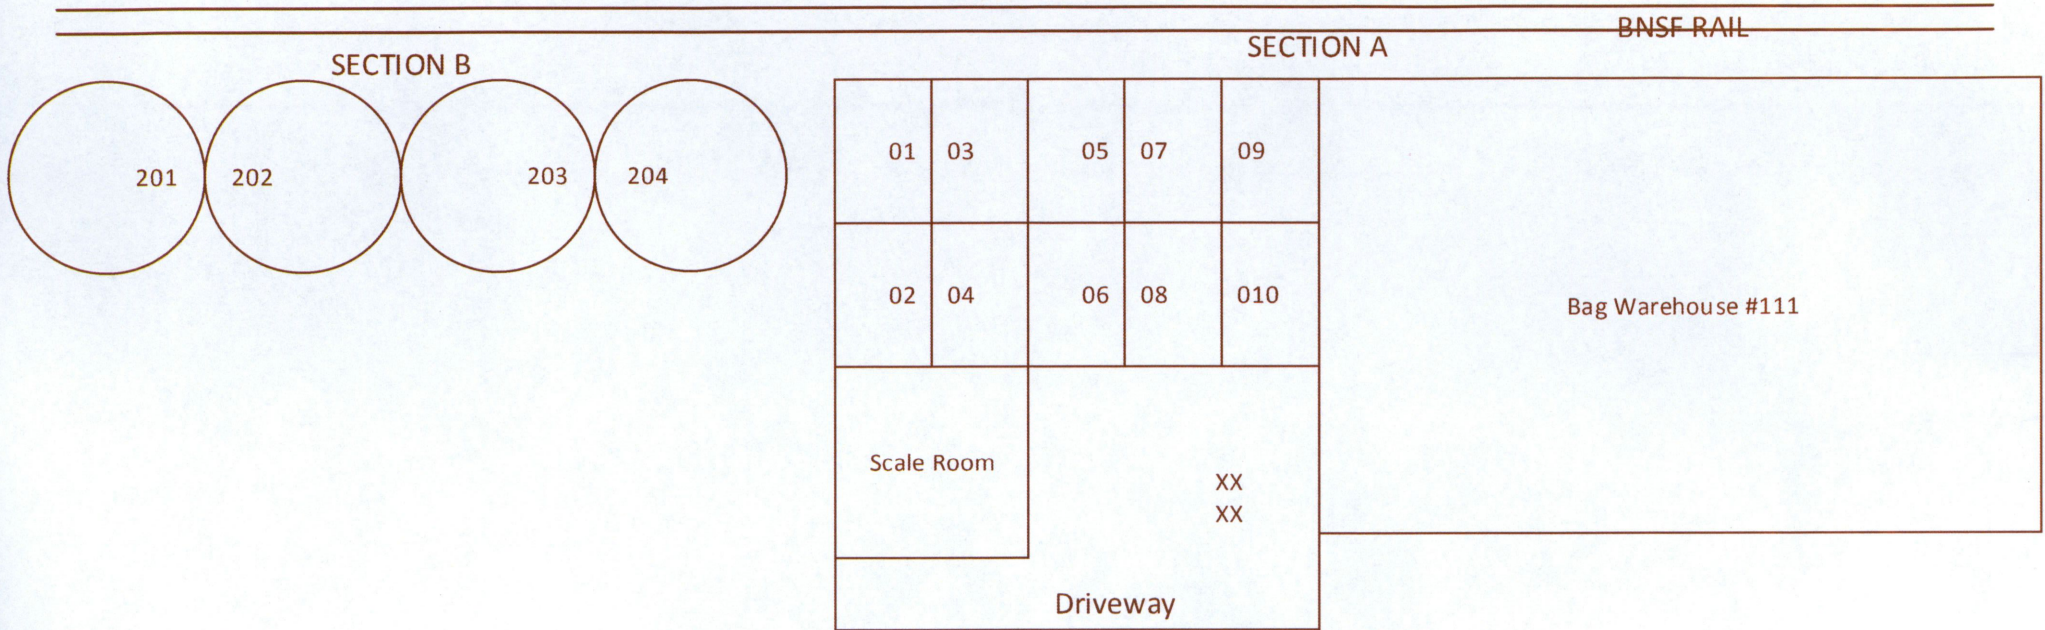 BNSF RAIL
SECTION A
SECTION B
201 202 203 204
01 03 05 07 09
02 04 06 08 010
Bag Warehouse #111
Scale Room
XX
XX
Driveway